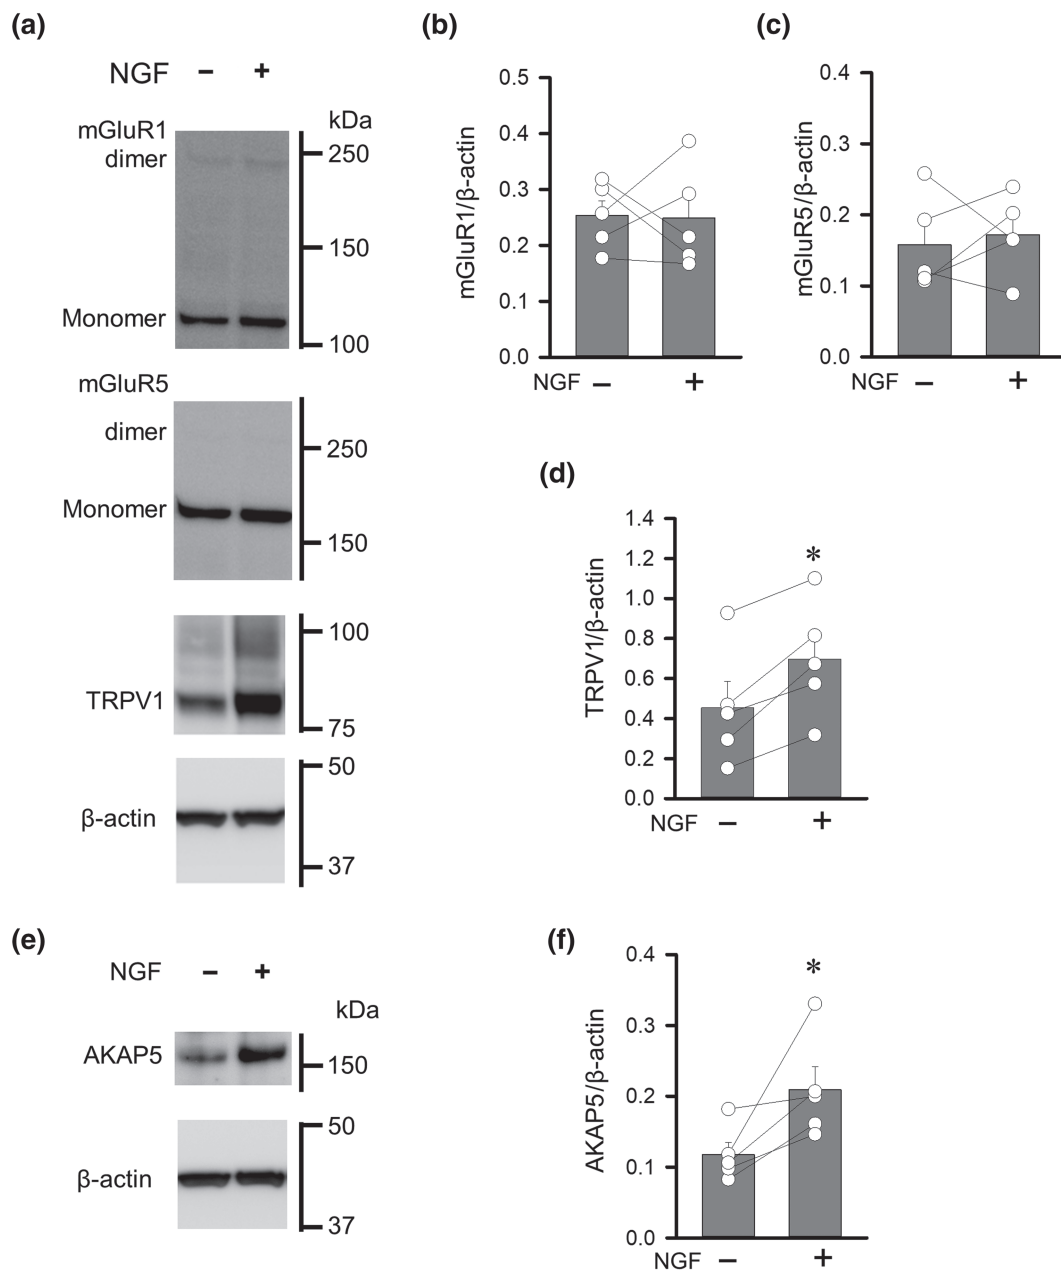 (a)
NGF − +
kDa
mGluR1
dimer
250
150
Monomer
100
mGluR5
dimer
250
Monomer
150
100
TRPV1
75
50
β-actin
37
(b)
mGluR1/β-actin
0.5
0.4
0.3
0.2
0.1
0.0
NGF − +
(c)
mGluR5/β-actin
0.4
0.3
0.2
0.1
0.0
NGF − +
(d)
TRPV1/β-actin
1.4
1.2
1.0
0.8
0.6
0.4
0.2
0.0
*
NGF − +
(e)
NGF − +
kDa
AKAP5
150
50
β-actin
37
(f)
AKAP5/β-actin
0.4
0.3
0.2
0.1
0.0
*
NGF − +